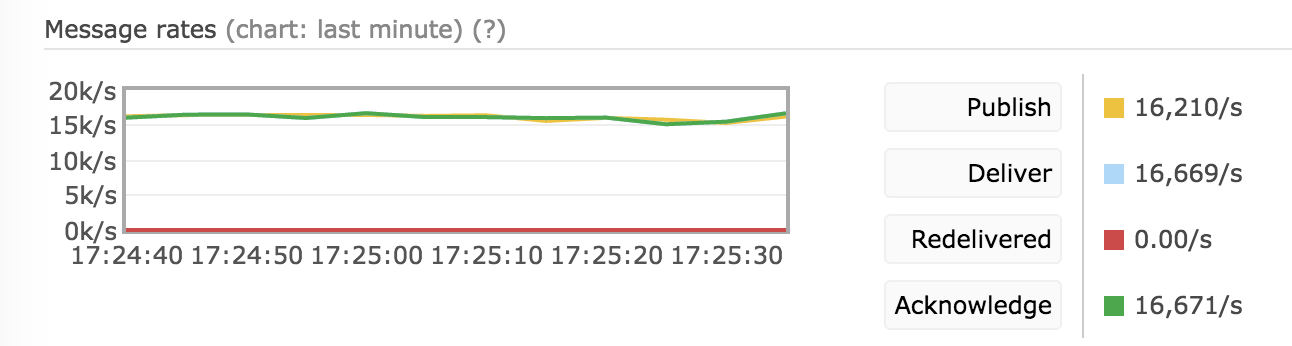 Message rates (chart: last minute) (?)
20k/s
15k/s
10k/s
5k/s
0k/s
17:24:40 17:24:50 17:25:00 17:25:10 17:25:20 17:25:30
Publish 16,210/s
Deliver 16,669/s
Redelivered 0.00/s
Acknowledge 16,671/s